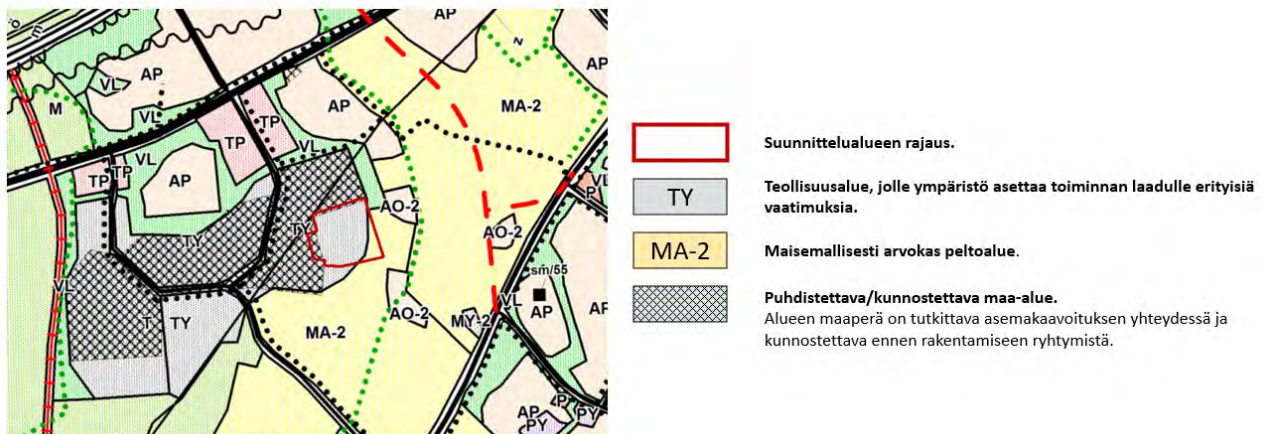 ö E
AP
AP
VL
AP
MA-2
AP
M
VL
TP
TP
VL
VL
TP
TP
AP
VL
P
AO-2
TY
TY
AO-2
VL
sm/55
VL
AP
AP
T
TY
MA-2
AO-2
MY-2
AP
PY
P
PY
Suunnittelualueen rajaus.
TY
Teollisuusalue, jolle ympäristö asettaa toiminnan laadulle erityisiä
vaatimuksia.
MA-2
Maisemallisesti arvokas peltoalue.
Puhdistettava/kunnostettava maa-alue.
Alueen maaperä on tutkittava asemakaavoituksen yhteydessä ja
kunnostettava ennen rakentamiseen ryhtymistä.